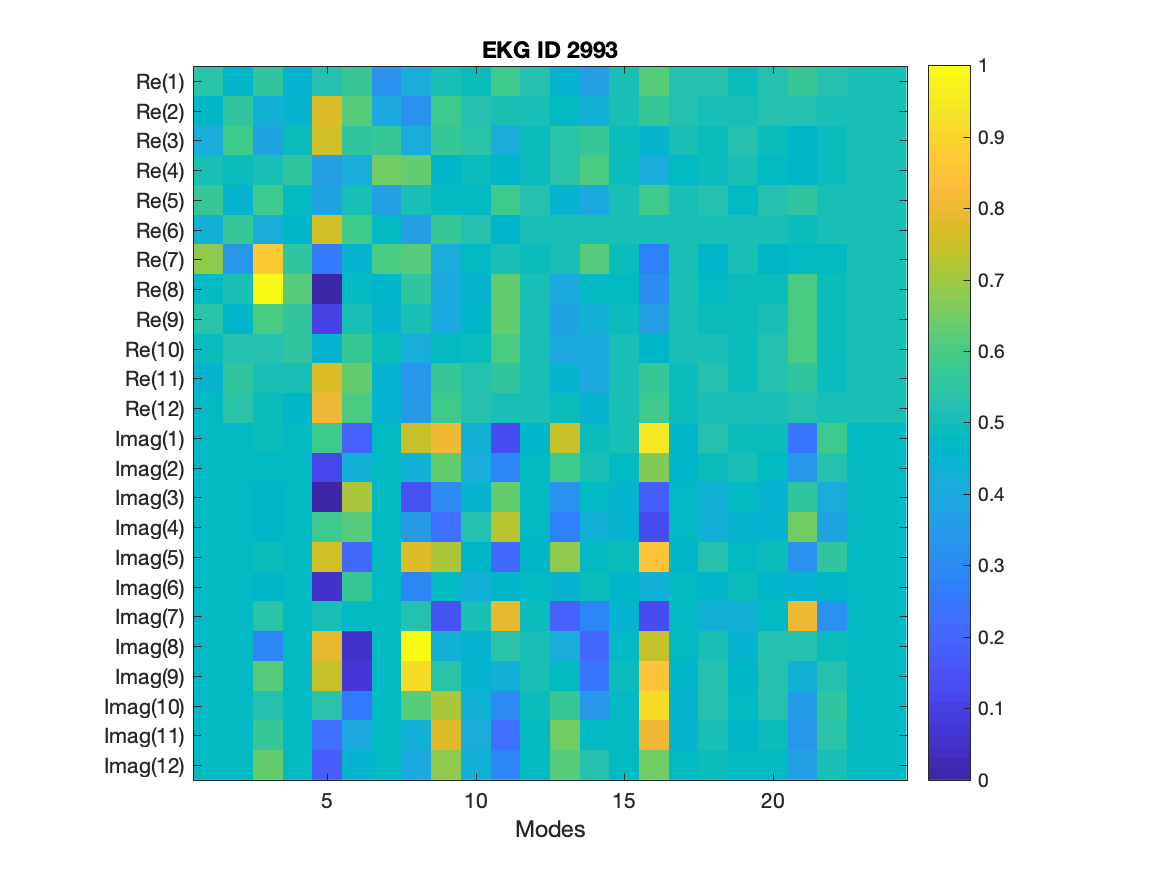 EKG ID 2993
Re(1)
Re(2)
Re(3)
Re(4)
Re(5)
Re(6)
Re(7)
Re(8)
Re(9)
Re(10)
Re(11)
Re(12)
Imag(1)
Imag(2)
Imag(3)
Imag(4)
Imag(5)
Imag(6)
Imag(7)
Imag(8)
Imag(9)
Imag(10)
Imag(11)
Imag(12)
5 10 15 20
Modes
1
0.9
0.8
0.7
0.6
0.5
0.4
0.3
0.2
0.1
0